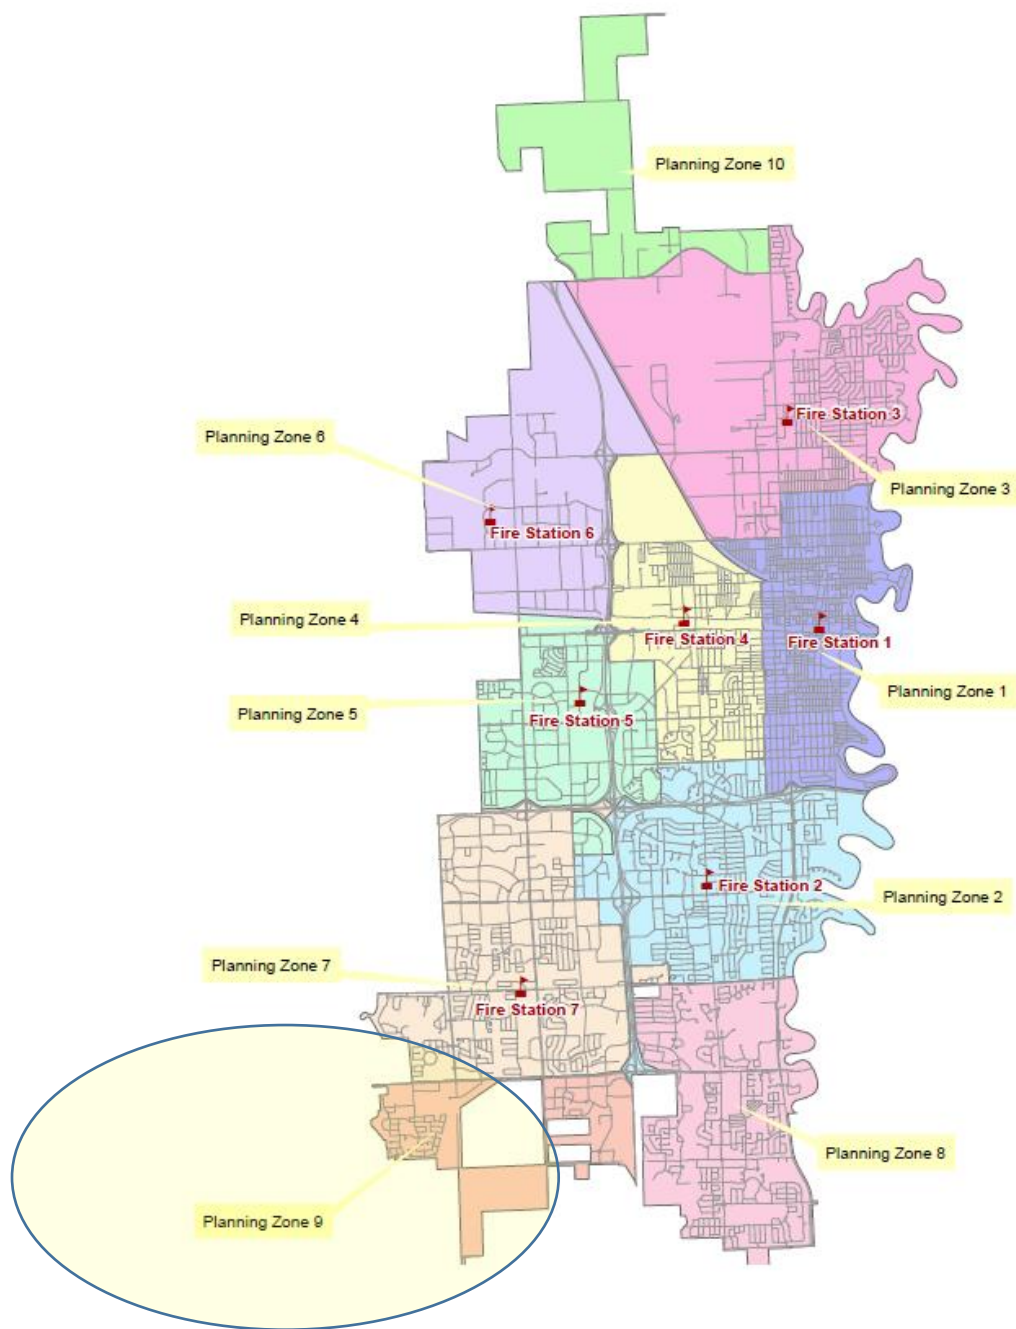 Planning Zone 10
Fire Station 3
Planning Zone 6
Planning Zone 3
Fire Station 6
Planning Zone 4
Fire Station 4
Fire Station 1
Planning Zone 1
Planning Zone 5
Fire Station 5
Fire Station 2
Planning Zone 2
Planning Zone 7
Fire Station 7
Planning Zone 8
Planning Zone 9